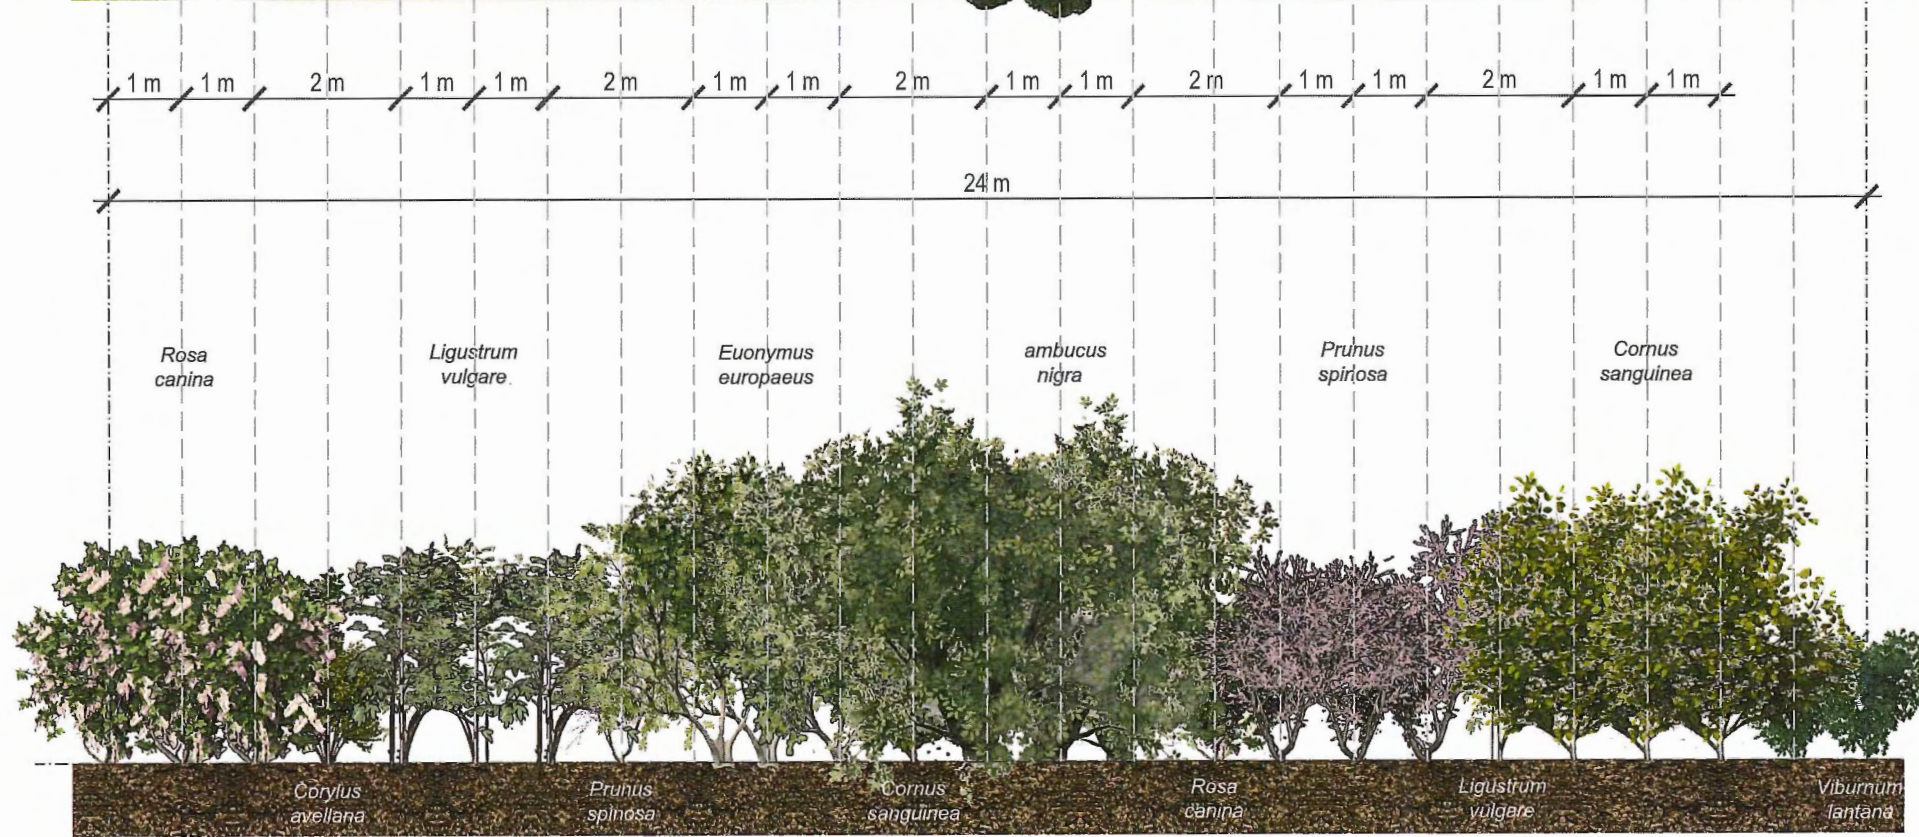 1 m 1 m 2 m 1 m 1 m 2 m 1 m 1 m 2 m 1 m 1 m 2 m 1 m 1 m 2 m 1 m 1 m
24 m
Rosa
canina
Ligustrum
vulgare
Euonymus
europaeus
ambucus
nigra
Prunus
spinosa
Cornus
sanguinea
Corylus
avellana
Prunus
spinosa
Cornus
sanguinea
Rosa
canina
Ligustrum
vulgare
Viburnum
lantana